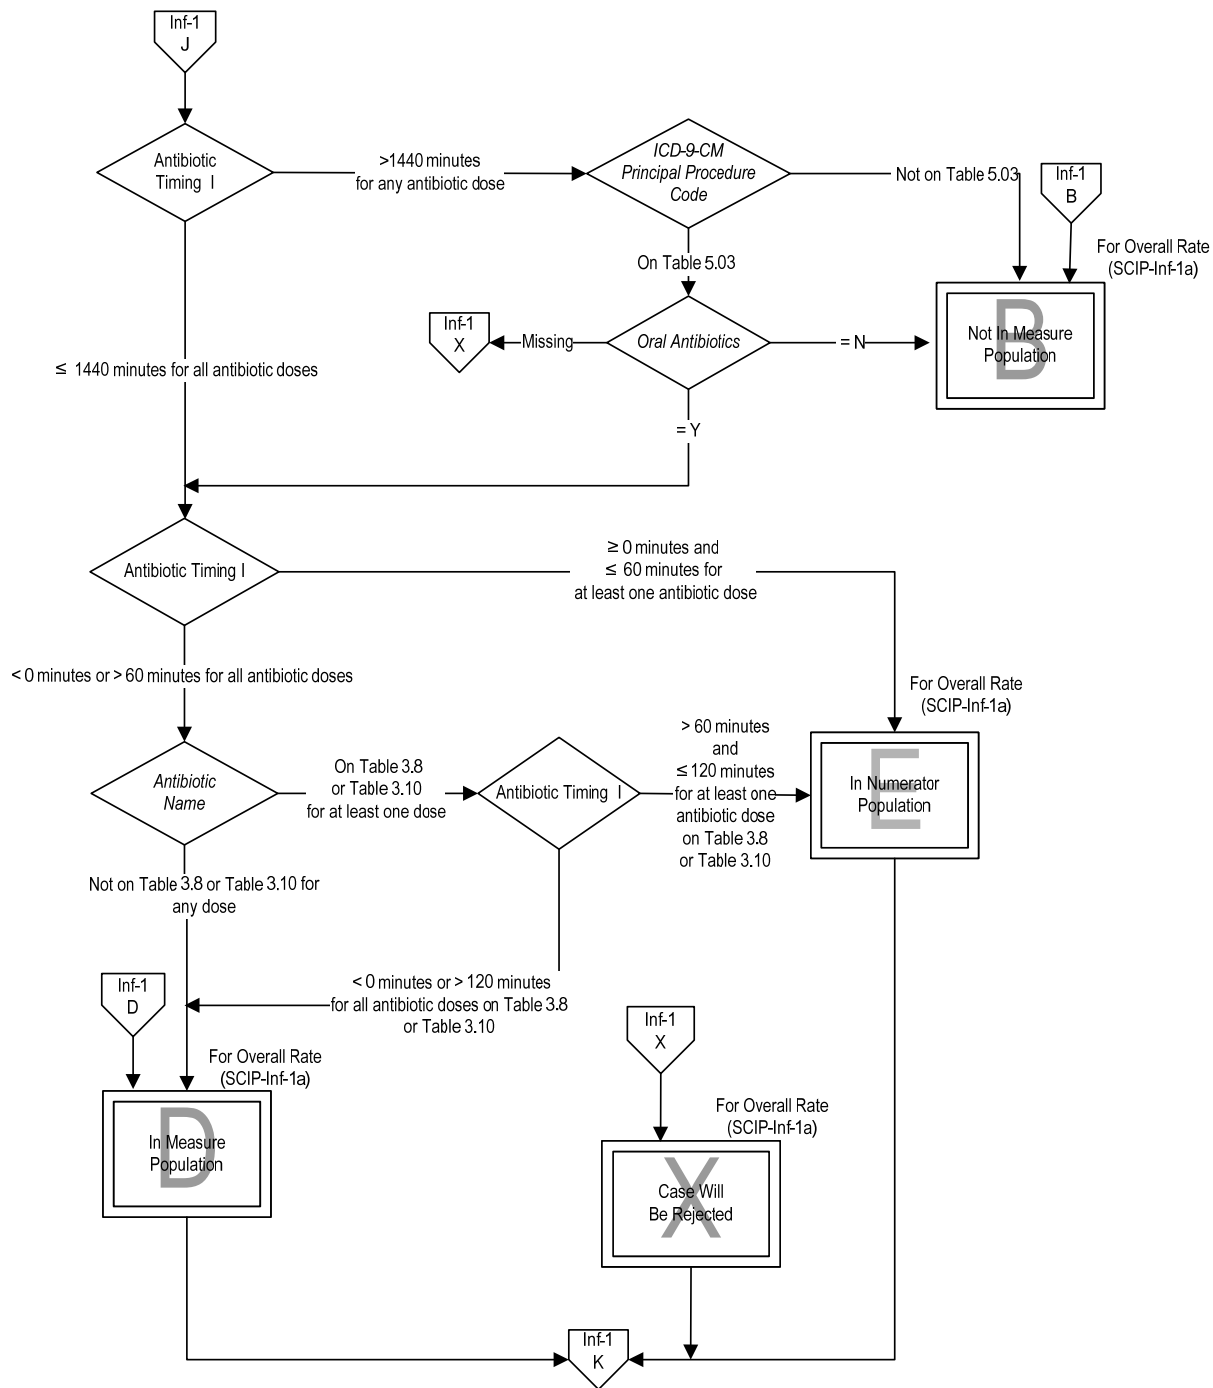 Inf-1
J
Antibiotic
Timing I
>1440 minutes
for any antibiotic dose
ICD-9-CM
Principal Procedure
Code
Not on Table 5.03
Inf-1
B
For Overall Rate
(SCIP-Inf-1a)
On Table 5.03
Inf-1
X
Missing
Oral Antibiotics
= N
B
Not In Measure
Population
≤ 1440 minutes for all antibiotic doses
= Y
Antibiotic Timing I
≥ 0 minutes and
≤ 60 minutes for
at least one antibiotic dose
< 0 minutes or > 60 minutes for all antibiotic doses
For Overall Rate
(SCIP-Inf-1a)
Antibiotic
Name
On Table 3.8
or Table 3.10
for at least one dose
Antibiotic Timing I
> 60 minutes
and
≤ 120 minutes
for at least one
antibiotic dose
on Table 3.8
or Table 3.10
E
In Numerator
Population
Not on Table 3.8 or Table 3.10 for
any dose
< 0 minutes or > 120 minutes
for all antibiotic doses on Table 3.8
or Table 3.10
Inf-1
D
Inf-1
X
For Overall Rate
(SCIP-Inf-1a)
For Overall Rate
(SCIP-Inf-1a)
D
In Measure
Population
X
Case Will
Be Rejected
Inf-1
K